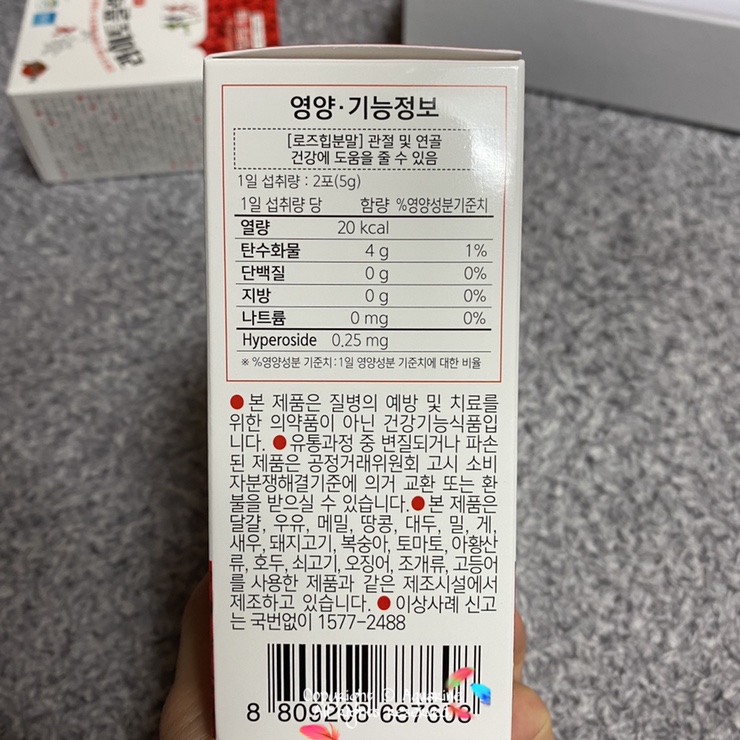 영양·기능정보
[로즈힙분말] 관절 및 연골
건강에 도움을 줄 수 있음
1일 섭취량 : 2포(5g)
1일 섭취량 당 함량 %영양성분기준치
열량 20 kcal
탄수화물 4 g 1%
단백질 0 g 0%
지방 0 g 0%
나트륨 0 mg 0%
Hyperoside 0.25 mg
※ %영양성분 기준치 : 1일 영양성분 기준치에 대한 비율
● 본 제품은 질병의 예방 및 치료를
위한 의약품이 아닌 건강기능식품입
니다. ● 유통과정 중 변질되거나 파손
된 제품은 공정거래위원회 고시 소비
자분쟁해결기준에 의거 교환 또는 환
불을 받으실 수 있습니다. ● 본 제품은
달걀, 우유, 메밀, 땅콩, 대두, 밀, 게,
새우, 돼지고기, 복숭아, 토마토, 아황산
류, 호두, 쇠고기, 오징어, 조개류, 고등어
를 사용한 제품과 같은 제조시설에서
제조하고 있습니다. ● 이상사례 신고
는 국번없이 1577-2488
Copyright ©
8 809208 687603